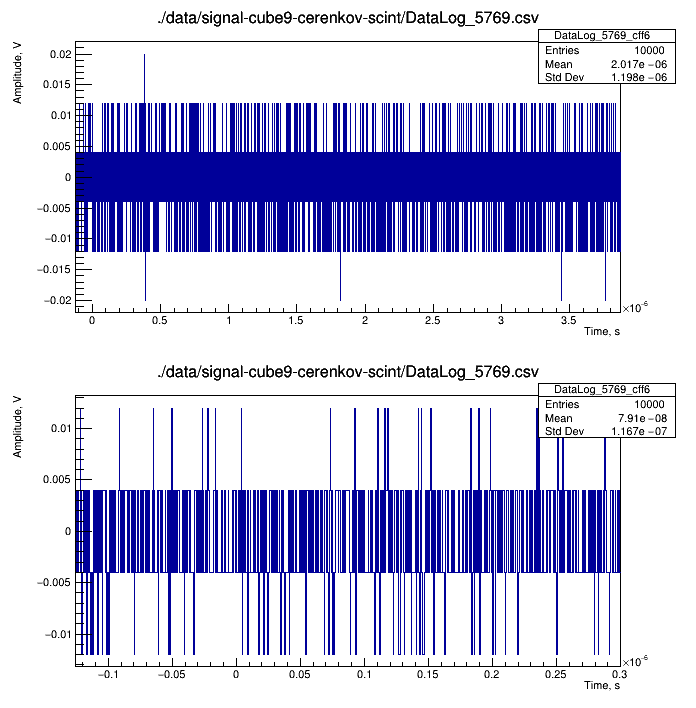 ./data/signal-cube9-cerenkov-scint/DataLog_5769.csv
DataLog_5769_cff6
Entries 10000
Mean 2.017e −06
Std Dev 1.198e −06
Amplitude, V
0.02
0.015
0.01
0.005
0
−0.005
−0.01
−0.015
−0.02
0 0.5 1 1.5 2 2.5 3 3.5
×10−6
Time, s
./data/signal-cube9-cerenkov-scint/DataLog_5769.csv
DataLog_5769_cff6
Entries 10000
Mean 7.91e −08
Std Dev 1.167e −07
Amplitude, V
0.01
0.005
0
−0.005
−0.01
−0.1 −0.05 0 0.05 0.1 0.15 0.2 0.25 0.3
×10−6
Time, s